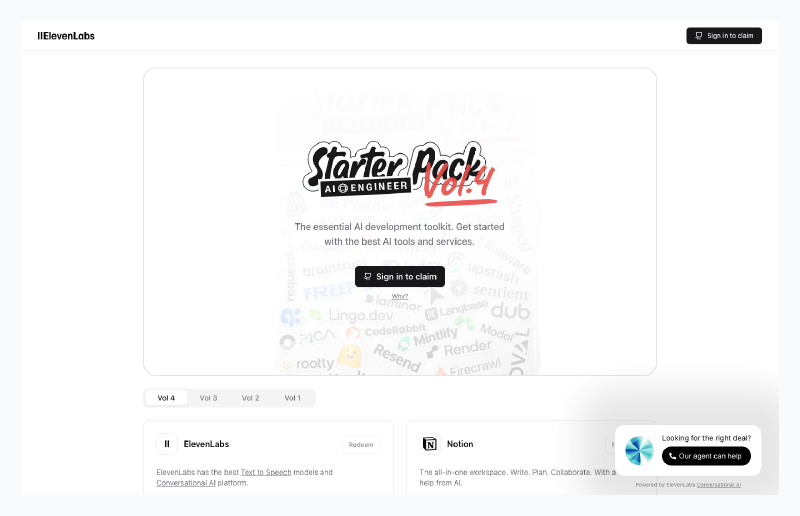 IIElevenLabs
Sign in to claim
Starter Pack
AI ENGINEER
Vol.4
The essential AI development toolkit. Get started
with the best AI tools and services.
Sign in to claim
Why?
requestly
braintrust
FREEPI
laminar
upstash
Runware
sentient
Langbase
dub
Lingo.dev
CodeRabbit
Mintlify
Modal
PICA
Render
rootly
Resend
Firecrawl
Vol 4
Vol 3
Vol 2
Vol 1
ElevenLabs
Redeem
ElevenLabs has the best Text to Speech models and
Conversational AI platform.
Notion
The all-in-one workspace. Write. Plan. Collaborate. With a
help from AI.
Looking for the right deal?
Our agent can help
Powered by ElevenLabs Conversational AI